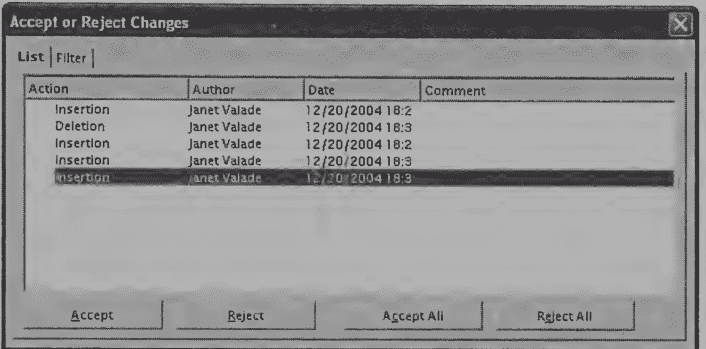 Accept or Reject Changes
List Filter
Action Author Date Comment
Insertion Janet Valade 12/20/2004 18:2
Deletion Janet Valade 12/20/2004 18:3
Insertion Janet Valade 12/20/2004 18:2
Insertion Janet Valade 12/20/2004 18:3
Insertion Janet Valade 12/20/2004 18:3
Accept Reject Accept All Reject All